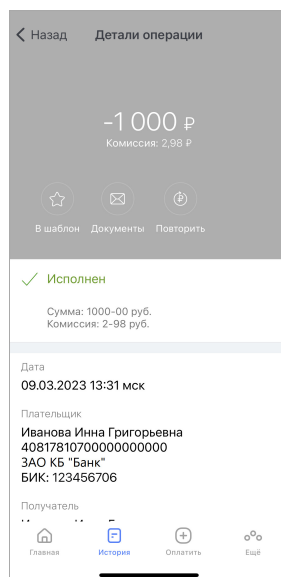 Назад Детали операции
-1 000 ₽
Комиссия: 2,98 ₽
В шаблон Документы Повторить
Исполнен
Сумма: 1000-00 руб.
Комиссия: 2-98 руб.
Дата
09.03.2023 13:31 мск
Плательщик
Иванова Инна Григорьевна
40817810700000000000
ЗАО КБ "Банк"
БИК: 123456706
Получатель
Главная История Оплатить Ещё